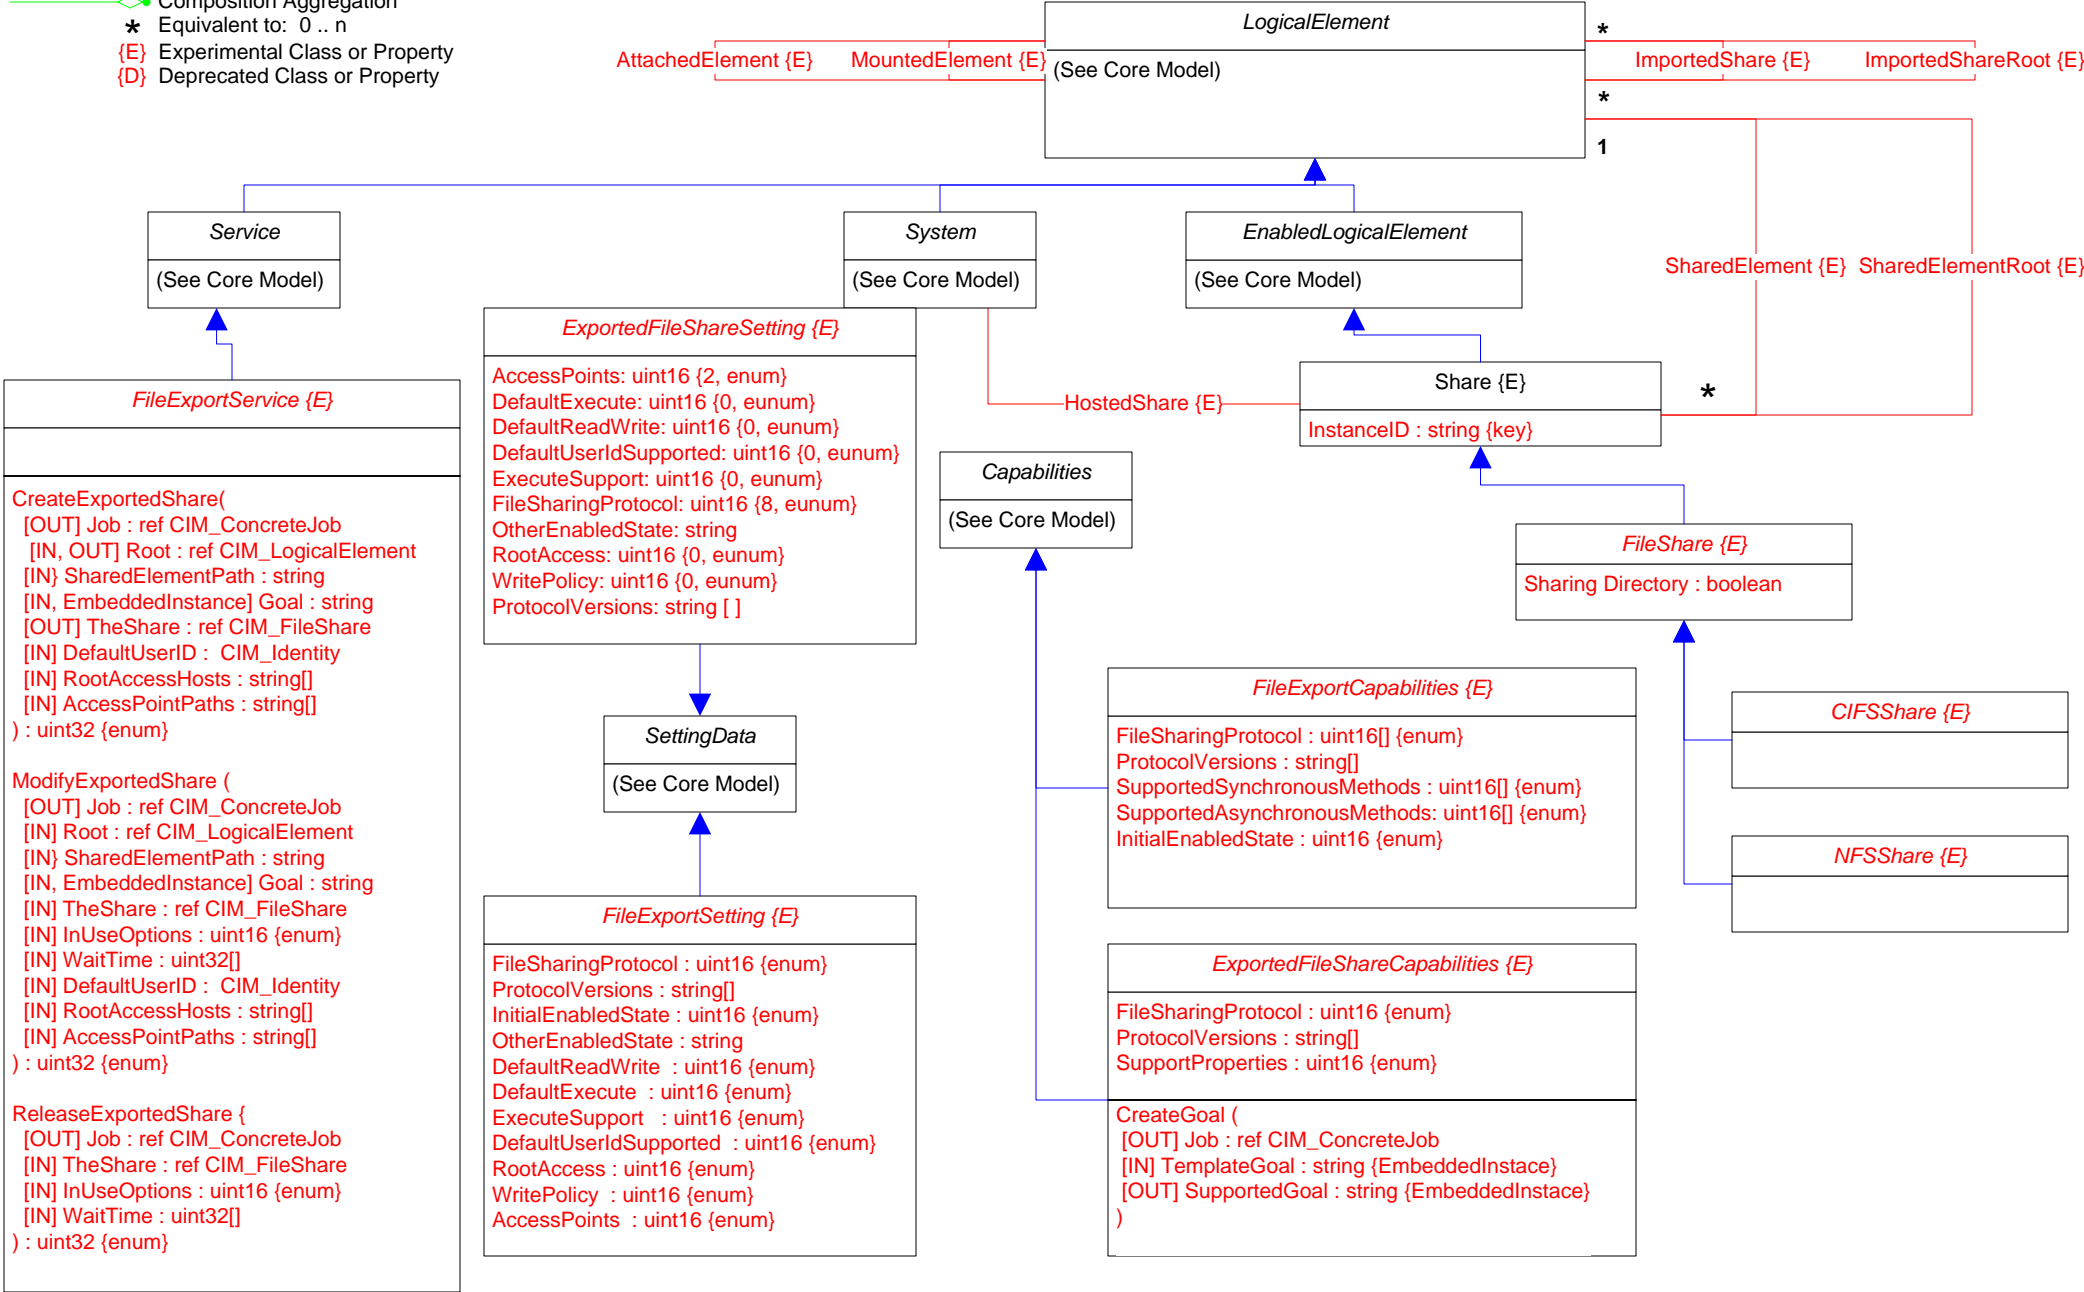 Composition Aggregation
* Equivalent to: 0 .. n
{E} Experimental Class or Property
{D} Deprecated Class or Property
LogicalElement
(See Core Model)
AttachedElement {E}
MountedElement {E}
*
ImportedShare {E}
ImportedShareRoot {E}
*
1
SharedElement {E}
SharedElementRoot {E}
Service
(See Core Model)
System
(See Core Model)
EnabledLogicalElement
(See Core Model)
FileExportService {E}
CreateExportedShare(
[OUT] Job : ref CIM_ConcreteJob
[IN, OUT] Root : ref CIM_LogicalElement
[IN} SharedElementPath : string
[IN, EmbeddedInstance] Goal : string
[OUT] TheShare : ref CIM_FileShare
[IN] DefaultUserID :  CIM_Identity
[IN] RootAccessHosts : string[]
[IN] AccessPointPaths : string[]
) : uint32 {enum}
ModifyExportedShare (
[OUT] Job : ref CIM_ConcreteJob
[IN] Root : ref CIM_LogicalElement
[IN} SharedElementPath : string
[IN, EmbeddedInstance] Goal : string
[IN] TheShare : ref CIM_FileShare
[IN] InUseOptions : uint16 {enum}
[IN] WaitTime : uint32[]
[IN] DefaultUserID :  CIM_Identity
[IN] RootAccessHosts : string[]
[IN] AccessPointPaths : string[]
) : uint32 {enum}
ReleaseExportedShare {
[OUT] Job : ref CIM_ConcreteJob
[IN] TheShare : ref CIM_FileShare
[IN] InUseOptions : uint16 {enum}
[IN] WaitTime : uint32[]
) : uint32 {enum}
ExportedFileShareSetting {E}
AccessPoints: uint16 {2, enum}
DefaultExecute: uint16 {0, eunum}
DefaultReadWrite: uint16 {0, eunum}
DefaultUserIdSupported: uint16 {0, eunum}
ExecuteSupport: uint16 {0, eunum}
FileSharingProtocol: uint16 {8, eunum}
OtherEnabledState: string
RootAccess: uint16 {0, eunum}
WritePolicy: uint16 {0, eunum}
ProtocolVersions: string [ ]
SettingData
(See Core Model)
FileExportSetting {E}
FileSharingProtocol : uint16 {enum}
ProtocolVersions : string[]
InitialEnabledState : uint16 {enum}
OtherEnabledState : string
DefaultReadWrite  : uint16 {enum}
DefaultExecute  : uint16 {enum}
ExecuteSupport   : uint16 {enum}
DefaultUserIdSupported  : uint16 {enum}
RootAccess : uint16 {enum}
WritePolicy  : uint16 {enum}
AccessPoints  : uint16 {enum}
HostedShare {E}
Share {E}
InstanceID : string {key}
*
Capabilities
(See Core Model)
FileShare {E}
Sharing Directory : boolean
FileExportCapabilities {E}
FileSharingProtocol : uint16[] {enum}
ProtocolVersions : string[]
SupportedSynchronousMethods : uint16[] {enum}
SupportedAsynchronousMethods: uint16[] {enum}
InitialEnabledState : uint16 {enum}
CIFSShare {E}
NFSShare {E}
ExportedFileShareCapabilities {E}
FileSharingProtocol : uint16 {enum}
ProtocolVersions : string[]
SupportProperties : uint16 {enum}
CreateGoal (
[OUT] Job : ref CIM_ConcreteJob
[IN] TemplateGoal : string {EmbeddedInstace}
[OUT] SupportedGoal : string {EmbeddedInstace}
)